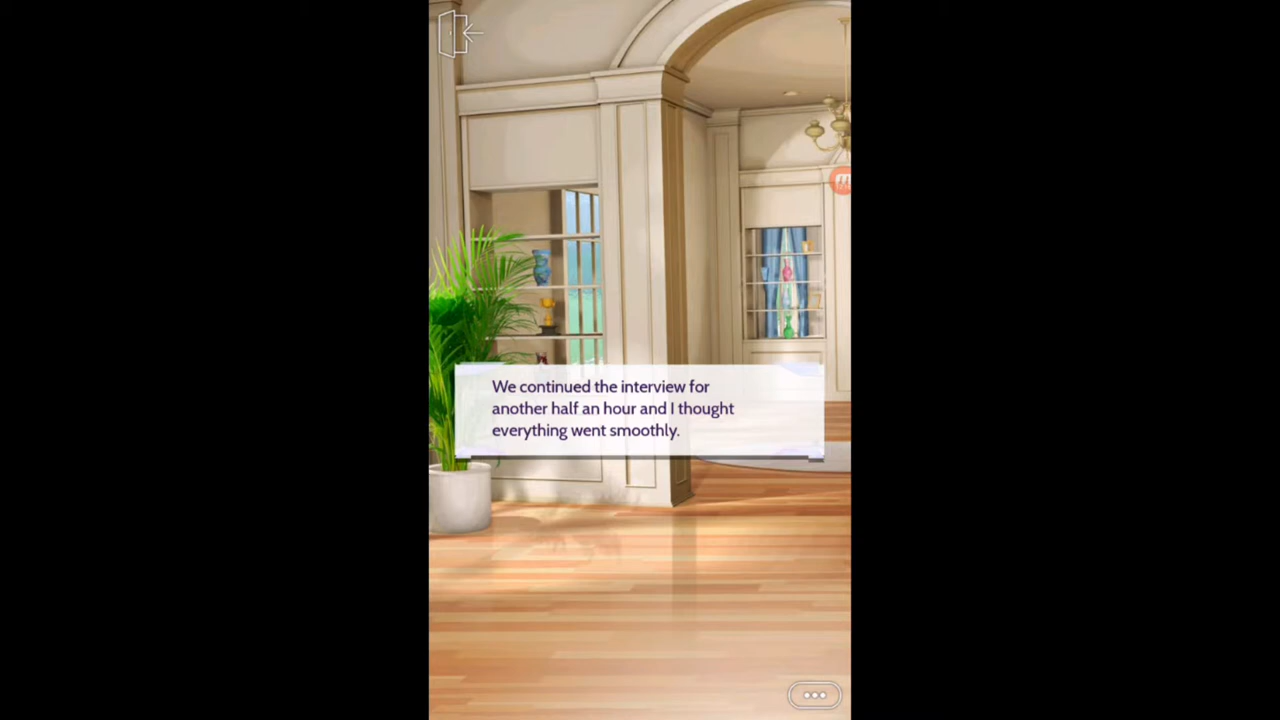 We continued the interview for
another half an hour and I thought
everything went smoothly.